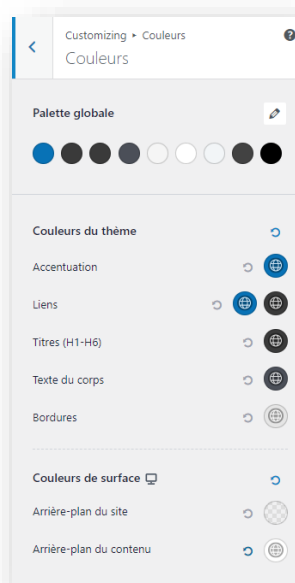 Customizing ▸ Couleurs
Couleurs
Palette globale
Couleurs du thème
Accentuation
Liens
Titres (H1-H6)
Texte du corps
Bordures
Couleurs de surface
Arrière-plan du site
Arrière-plan du contenu